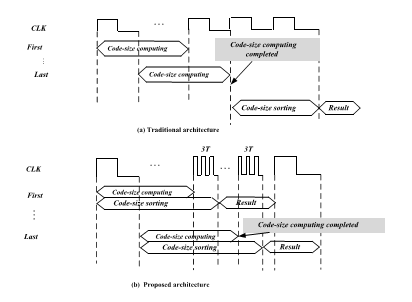 CLK
...
First
Code-size computing
Code-size computing
completed
⋮
Last
Code-size computing
Code-size sorting
Result
(a) Traditional architecture
3T
3T
CLK
...
...
First
Code-size computing
Code-size sorting
Result
⋮
Code-size computing completed
Last
Code-size computing
Code-size sorting
Result
(b) Proposed architecture